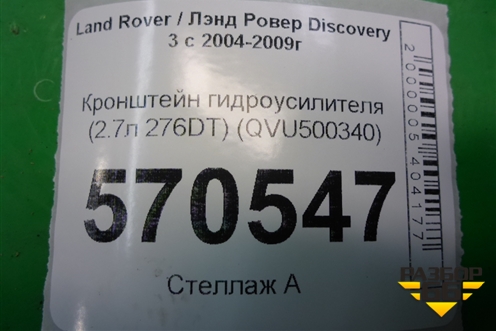 Land Rover / Лэнд Ровер Discovery
3 с 2004-2009г
Кронштейн гидроусилителя
(2.7л 276DT) (QVU500340)
570547
Стеллаж А
2000005404177
РАЗБОР